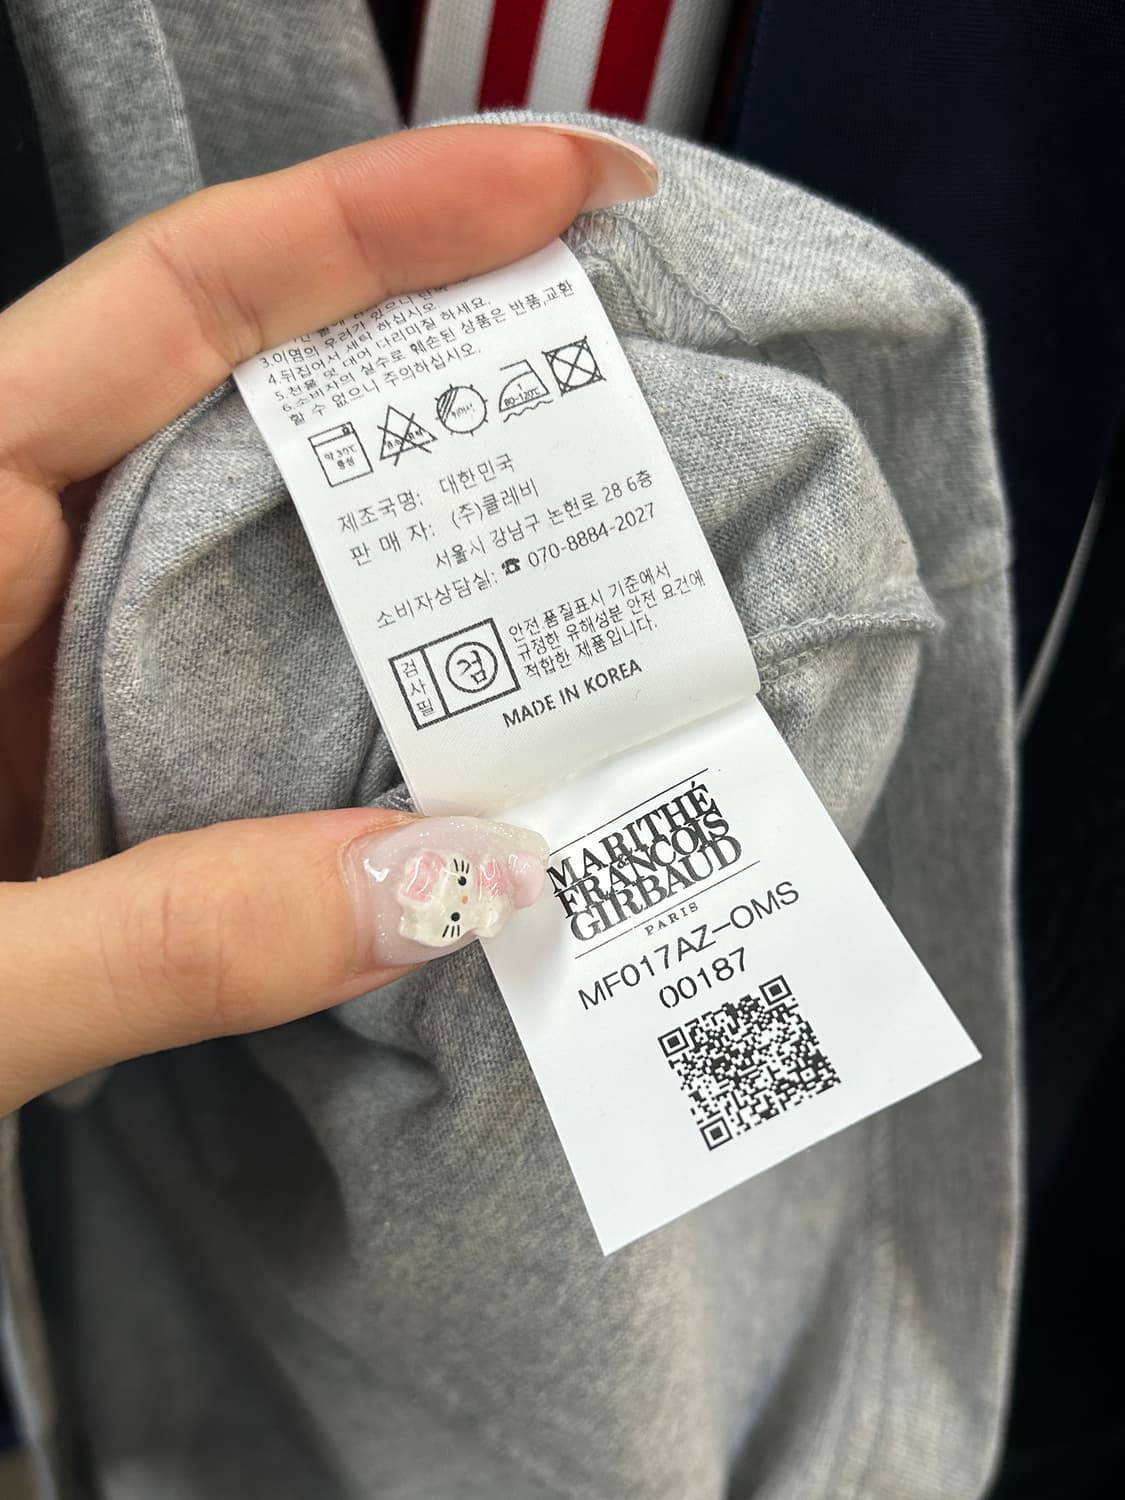 있으니 단독
3.이염의 우려가 있으니
4.뒤집어서 세탁 하십시오.
5.천을 덧 대어 다리미질 하세요.
6.소비자의 실수로 훼손된 상품은 반품,교환
할 수 없으니 주의하십시오.
약 30℃
중성
80~120℃
제조국명: 대한민국
판 매 자: (주)클레비
서울시 강남구 논현로 28 6층
소비자상담실: ☎ 070-8884-2027
검사필
검
안전.품질표시 기준에서
규정한 유해성분 안전 요건에
적합한 제품입니다.
MADE IN KOREA
MARITHÉ
&
FRANCOIS
GIRBAUD
PARIS
MF017AZ-OMS
00187